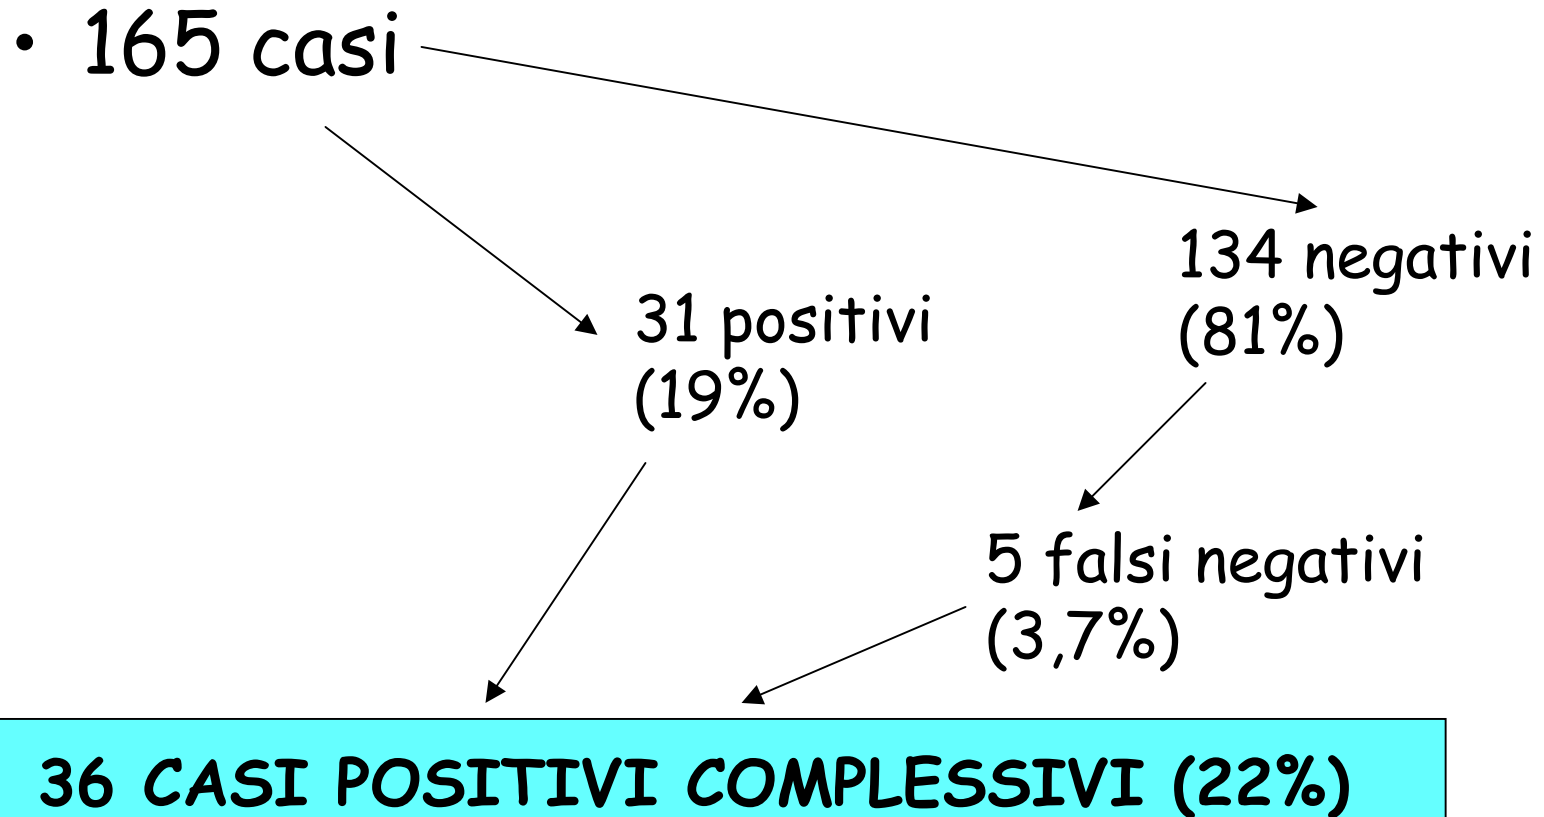 • 165 casi
134 negativi
(81%)
31 positivi
(19%)
5 falsi negativi
(3,7%)
36 CASI POSITIVI COMPLESSIVI (22%)